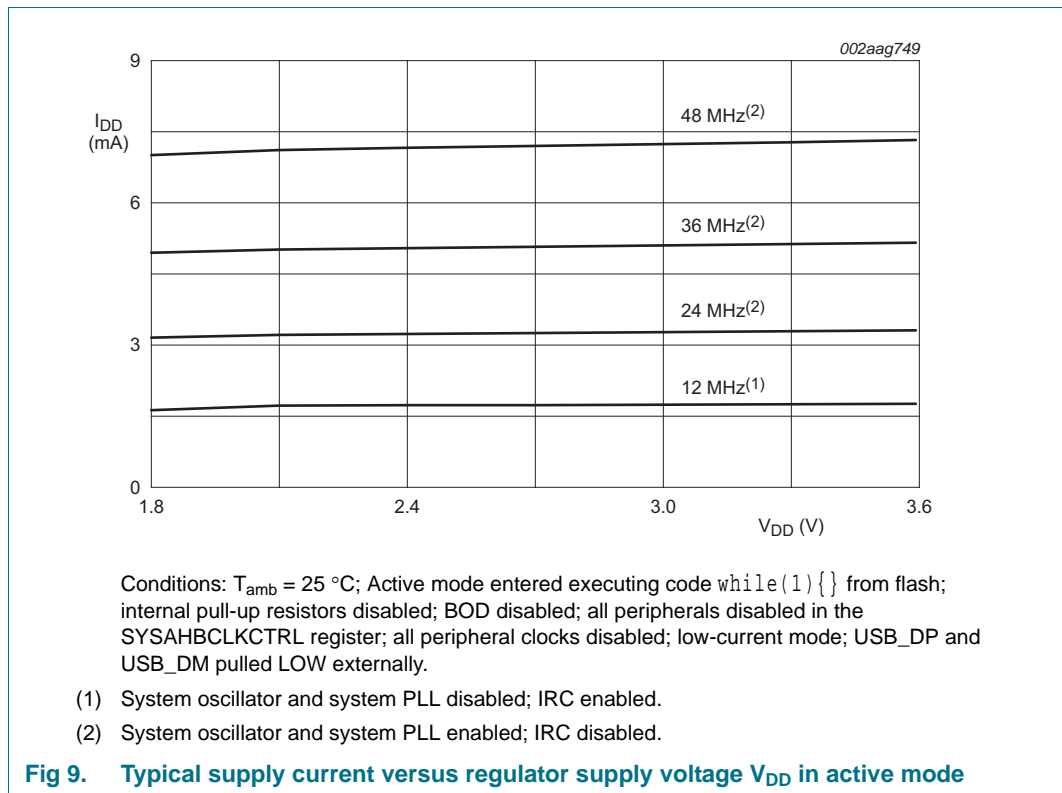 002aag749
9
I_DD
(mA)
48 MHz(2)
6
36 MHz(2)
24 MHz(2)
3
12 MHz(1)
0
1.8 2.4 3.0 3.6
V_DD (V)
Conditions: T_amb = 25 °C; Active mode entered executing code while(1){} from flash;
internal pull-up resistors disabled; BOD disabled; all peripherals disabled in the
SYSAHBCLKCTRL register; all peripheral clocks disabled; low-current mode; USB_DP and
USB_DM pulled LOW externally.
(1) System oscillator and system PLL disabled; IRC enabled.
(2) System oscillator and system PLL enabled; IRC disabled.
Fig 9. Typical supply current versus regulator supply voltage V_DD in active mode